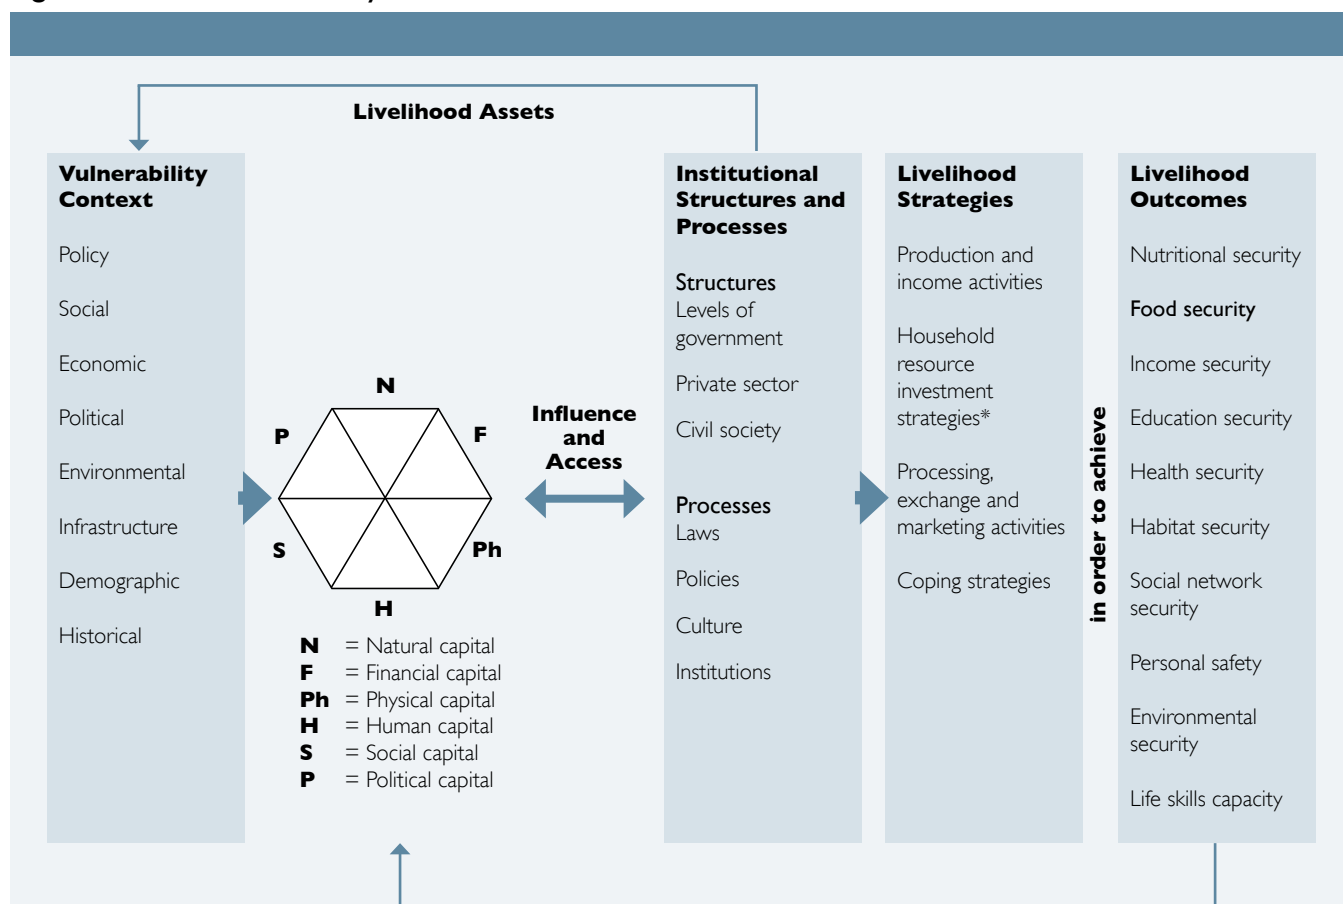 Livelihood Assets
Vulnerability
Context
Policy
Social
Economic
Political
Environmental
Infrastructure
Demographic
Historical
N
P
F
S
Ph
H
N = Natural capital
F = Financial capital
Ph = Physical capital
H = Human capital
S = Social capital
P = Political capital
Influence
and
Access
Institutional
Structures and
Processes
Structures
Levels of
government
Private sector
Civil society
Processes
Laws
Policies
Culture
Institutions
Livelihood
Strategies
Production and
income activities
Household
resource
investment
strategies*
Processing,
exchange and
marketing activities
Coping strategies
in order to achieve
Livelihood
Outcomes
Nutritional security
Food security
Income security
Education security
Health security
Habitat security
Social network
security
Personal safety
Environmental
security
Life skills capacity